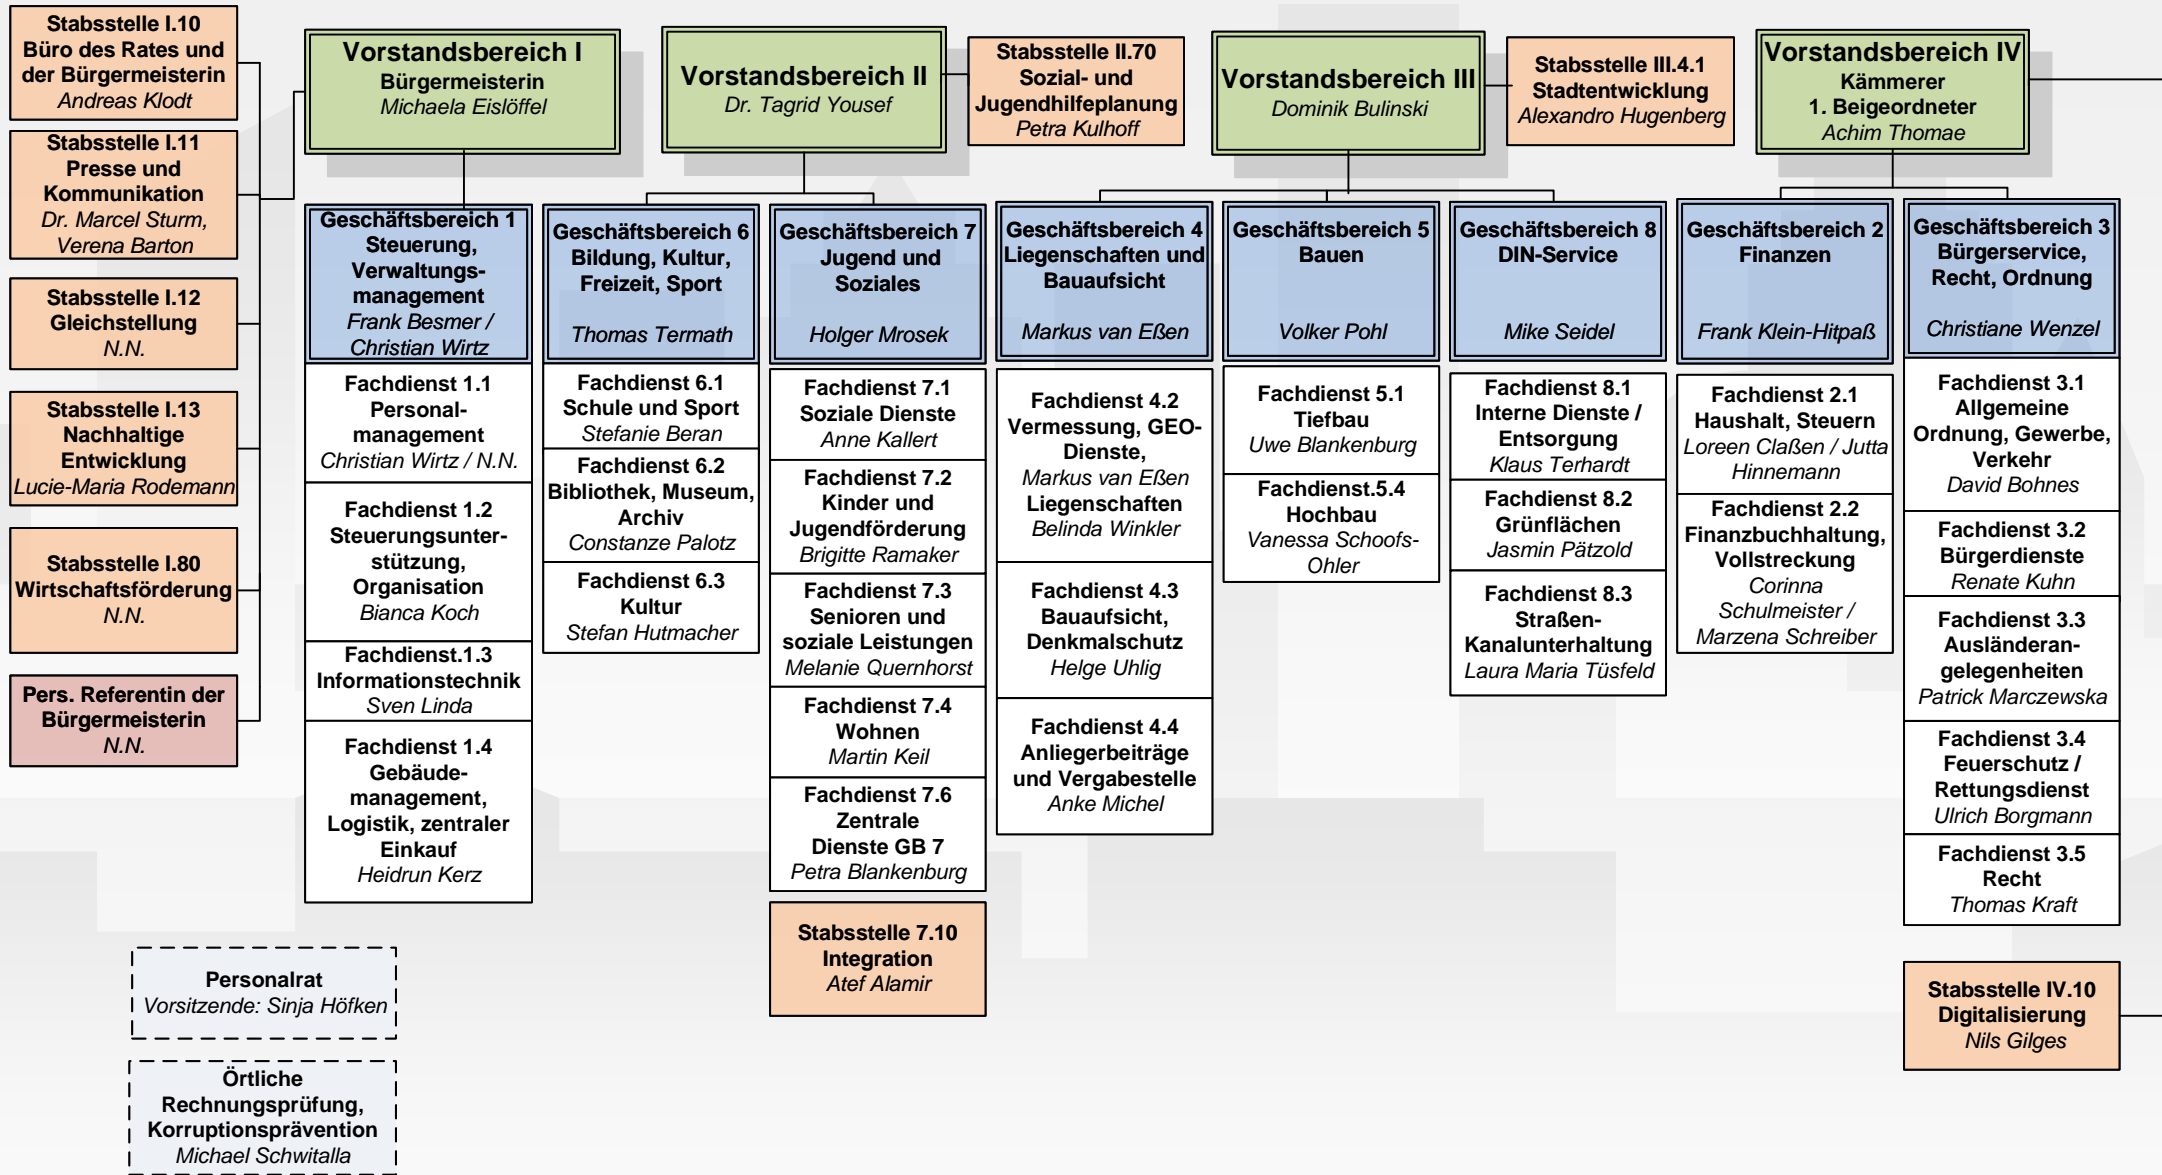 Stabsstelle I.10
Büro des Rates und
der Bürgermeisterin
Andreas Klodt
Stabsstelle I.11
Presse und
Kommunikation
Dr. Marcel Sturm,
Verena Barton
Stabsstelle I.12
Gleichstellung
N.N.
Stabsstelle I.13
Nachhaltige
Entwicklung
Lucie-Maria Rodemann
Stabsstelle I.80
Wirtschaftsförderung
N.N.
Pers. Referentin der
Bürgermeisterin
N.N.
Vorstandsbereich I
Bürgermeisterin
Michaela Eislöffel
Vorstandsbereich II
Dr. Tagrid Yousef
Stabsstelle II.70
Sozial- und
Jugendhilfeplanung
Petra Kulhoff
Vorstandsbereich III
Dominik Bulinski
Stabsstelle III.4.1
Stadtentwicklung
Alexandro Hugenberg
Vorstandsbereich IV
Kämmerer
1. Beigeordneter
Achim Thomae
Geschäftsbereich 1
Steuerung,
Verwaltungs-
management
Frank Besmer /
Christian Wirtz
Fachdienst 1.1
Personal-
management
Christian Wirtz / N.N.
Fachdienst 1.2
Steuerungsunter-
stützung,
Organisation
Bianca Koch
Fachdienst.1.3
Informationstechnik
Sven Linda
Fachdienst 1.4
Gebäude-
management,
Logistik, zentraler
Einkauf
Heidrun Kerz
Geschäftsbereich 6
Bildung, Kultur,
Freizeit, Sport
Thomas Termath
Fachdienst 6.1
Schule und Sport
Stefanie Beran
Fachdienst 6.2
Bibliothek, Museum,
Archiv
Constanze Palotz
Fachdienst 6.3
Kultur
Stefan Hutmacher
Geschäftsbereich 7
Jugend und
Soziales
Holger Mrosek
Fachdienst 7.1
Soziale Dienste
Anne Kallert
Fachdienst 7.2
Kinder und
Jugendförderung
Brigitte Ramaker
Fachdienst 7.3
Senioren und
soziale Leistungen
Melanie Quernhorst
Fachdienst 7.4
Wohnen
Martin Keil
Fachdienst 7.6
Zentrale
Dienste GB 7
Petra Blankenburg
Stabsstelle 7.10
Integration
Atef Alamir
Geschäftsbereich 4
Liegenschaften und
Bauaufsicht
Markus van Eßen
Fachdienst 4.2
Vermessung, GEO-
Dienste,
Markus van Eßen
Liegenschaften
Belinda Winkler
Fachdienst 4.3
Bauaufsicht,
Denkmalschutz
Helge Uhlig
Fachdienst 4.4
Anliegerbeiträge
und Vergabestelle
Anke Michel
Geschäftsbereich 5
Bauen
Volker Pohl
Fachdienst 5.1
Tiefbau
Uwe Blankenburg
Fachdienst.5.4
Hochbau
Vanessa Schoofs-
Ohler
Geschäftsbereich 8
DIN-Service
Mike Seidel
Fachdienst 8.1
Interne Dienste /
Entsorgung
Klaus Terhardt
Fachdienst 8.2
Grünflächen
Jasmin Pätzold
Fachdienst 8.3
Straßen-
Kanalunterhaltung
Laura Maria Tüsfeld
Geschäftsbereich 2
Finanzen
Frank Klein-Hitpaß
Fachdienst 2.1
Haushalt, Steuern
Loreen Claßen / Jutta
Hinnemann
Fachdienst 2.2
Finanzbuchhaltung,
Vollstreckung
Corinna
Schulmeister /
Marzena Schreiber
Geschäftsbereich 3
Bürgerservice,
Recht, Ordnung
Christiane Wenzel
Fachdienst 3.1
Allgemeine
Ordnung, Gewerbe,
Verkehr
David Bohnes
Fachdienst 3.2
Bürgerdienste
Renate Kuhn
Fachdienst 3.3
Ausländeran-
gelegenheiten
Patrick Marczewska
Fachdienst 3.4
Feuerschutz /
Rettungsdienst
Ulrich Borgmann
Fachdienst 3.5
Recht
Thomas Kraft
Stabsstelle IV.10
Digitalisierung
Nils Gilges
Personalrat
Vorsitzende: Sinja Höfken
Örtliche
Rechnungsprüfung,
Korruptionsprävention
Michael Schwitalla